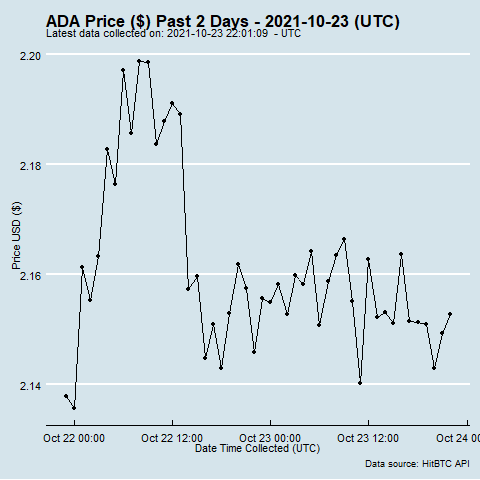 ADA Price ($) Past 2 Days - 2021-10-23 (UTC)
Latest data collected on: 2021-10-23 22:01:09 - UTC
2.20
2.18
2.16
2.14
Price USD ($)
Oct 22 00:00 Oct 22 12:00 Oct 23 00:00 Oct 23 12:00 Oct 24 00
Date Time Collected (UTC)
Data source: HitBTC API